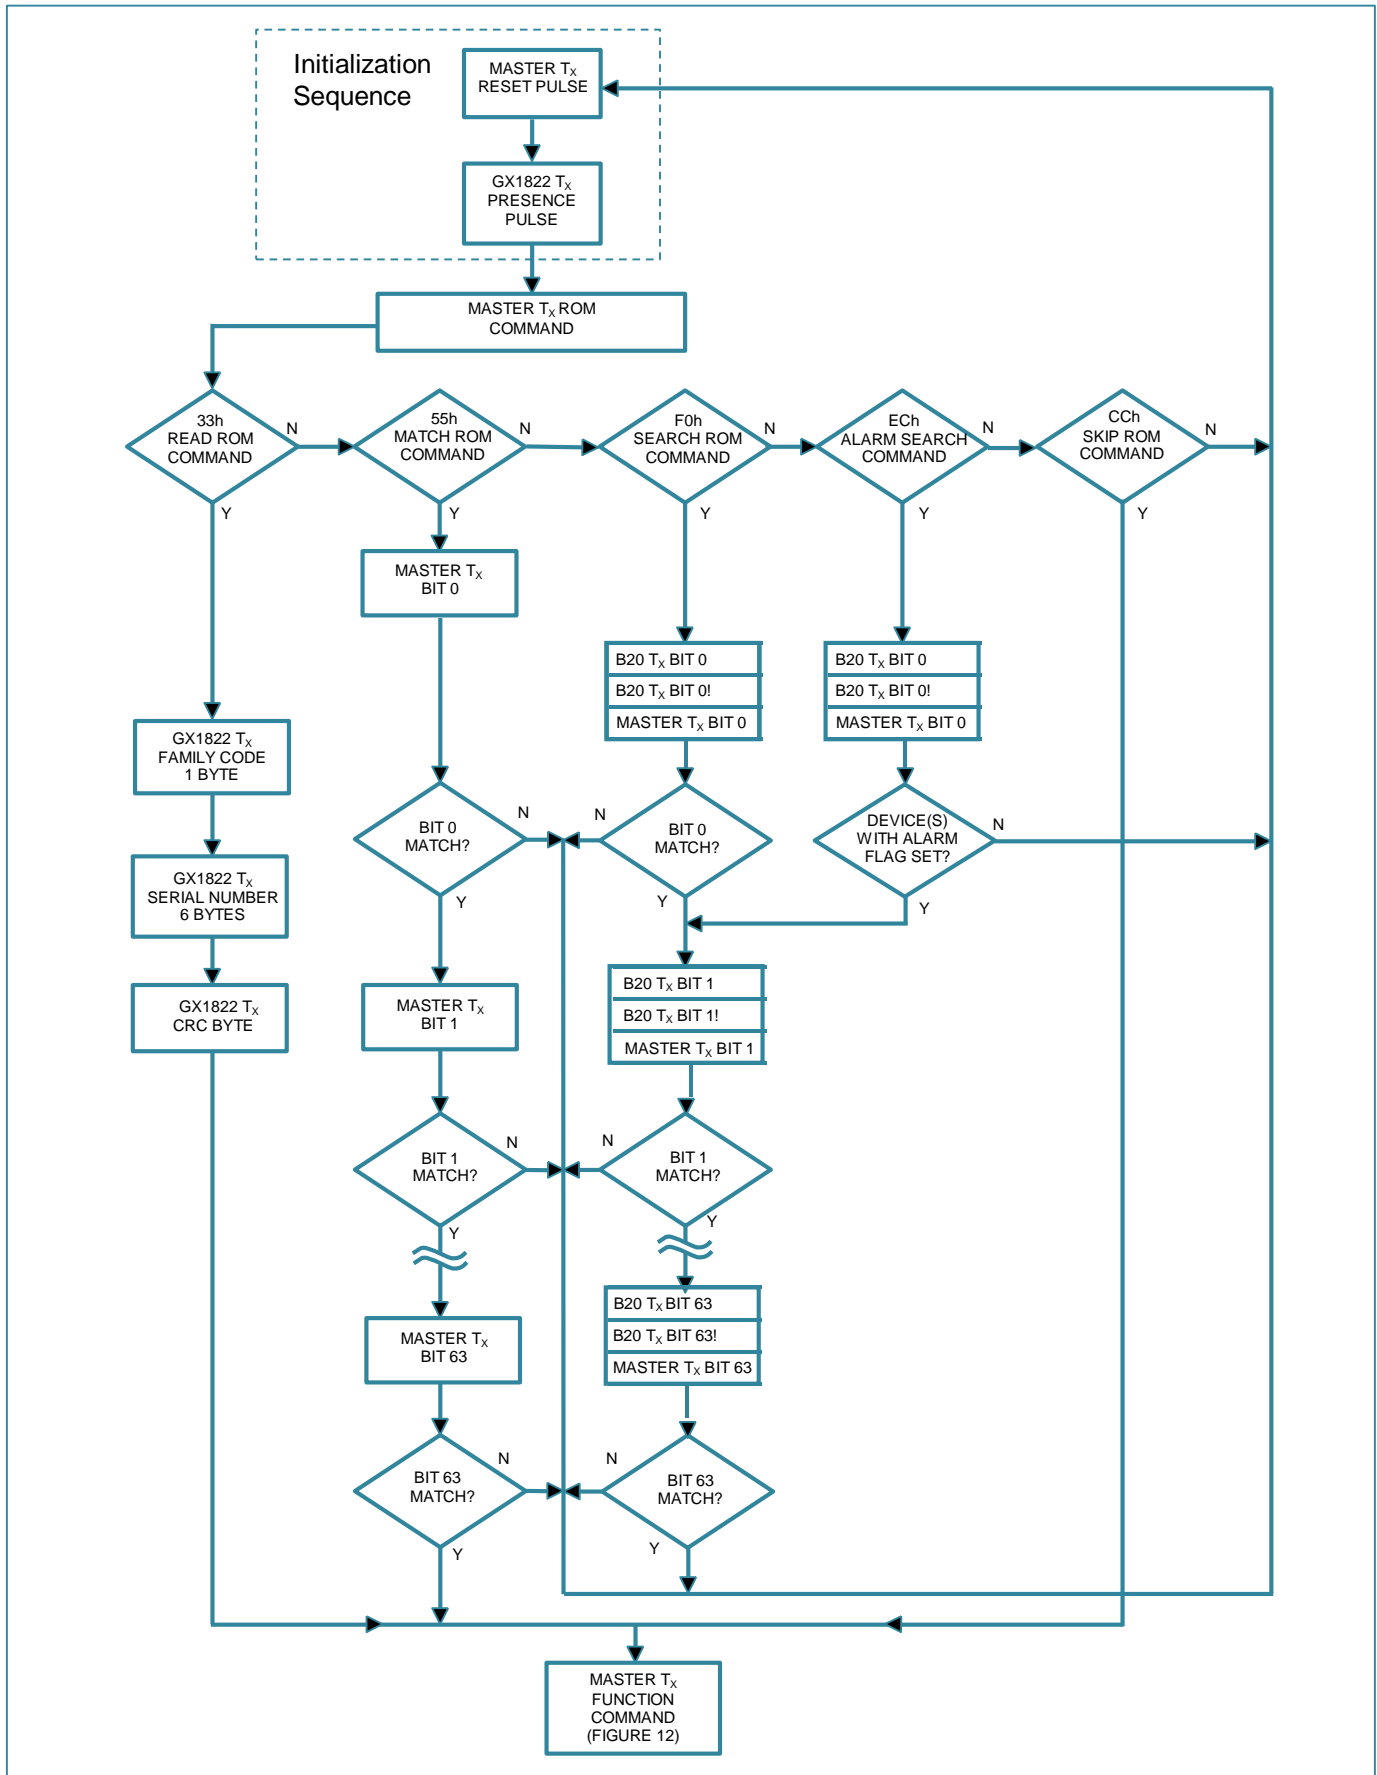 Initialization
Sequence
MASTER TX
RESET PULSE
GX1822 TX
PRESENCE
PULSE
MASTER TX ROM
COMMAND
33h
READ ROM
COMMAND
N
Y
55h
MATCH ROM
COMMAND
N
Y
F0h
SEARCH ROM
COMMAND
N
Y
ECh
ALARM SEARCH
COMMAND
N
Y
CCh
SKIP ROM
COMMAND
N
Y
MASTER TX
BIT 0
B20 TX BIT 0
B20 TX BIT 0!
MASTER TX BIT 0
B20 TX BIT 0
B20 TX BIT 0!
MASTER TX BIT 0
GX1822 TX
FAMILY CODE
1 BYTE
BIT 0
MATCH?
N
Y
BIT 0
MATCH?
N
Y
DEVICE(S)
WITH ALARM
FLAG SET?
N
Y
GX1822 TX
SERIAL NUMBER
6 BYTES
GX1822 TX
CRC BYTE
MASTER TX
BIT 1
B20 TX BIT 1
B20 TX BIT 1!
MASTER TX BIT 1
BIT 1
MATCH?
N
Y
BIT 1
MATCH?
N
Y
MASTER TX
BIT 63
B20 TX BIT 63
B20 TX BIT 63!
MASTER TX BIT 63
BIT 63
MATCH?
N
Y
BIT 63
MATCH?
N
Y
MASTER TX
FUNCTION
COMMAND
(FIGURE 12)